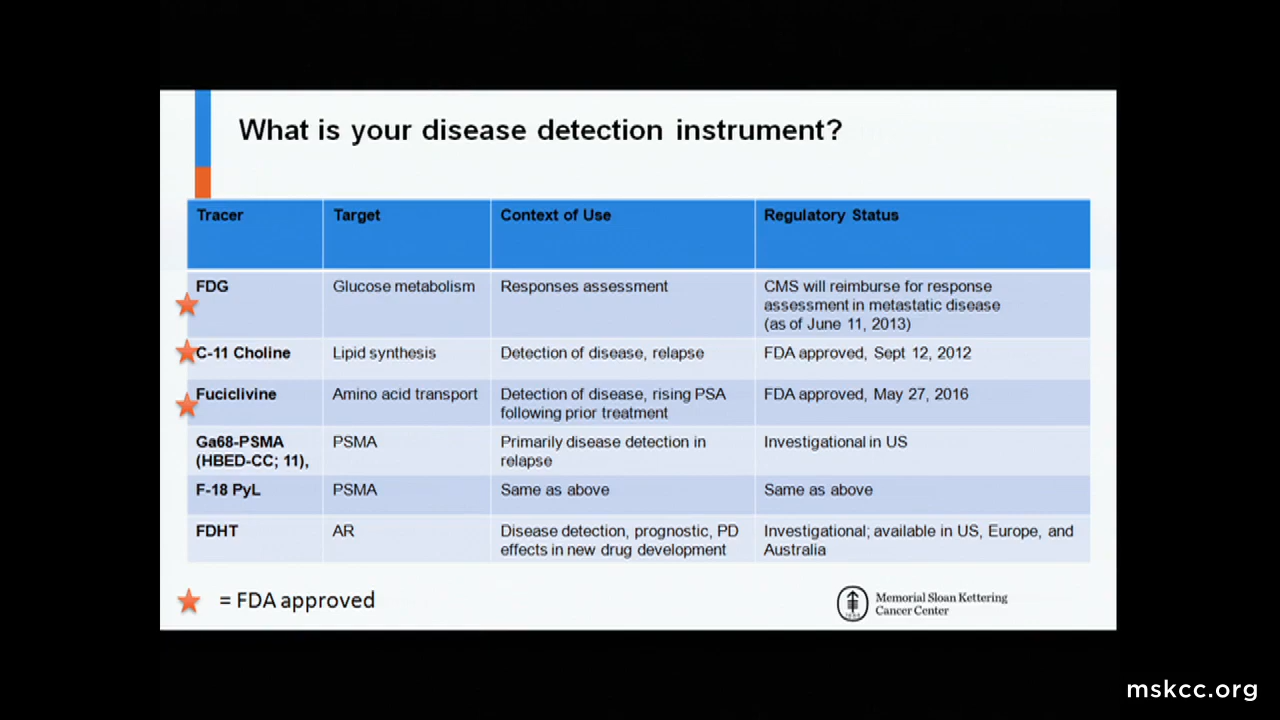 What is your disease detection instrument?
Tracer Target Context of Use Regulatory Status
FDG Glucose metabolism Responses assessment CMS will reimburse for response
assessment in metastatic disease
(as of June 11, 2013)
C-11 Choline Lipid synthesis Detection of disease, relapse FDA approved, Sept 12, 2012
Fuciclivine Amino acid transport Detection of disease, rising PSA FDA approved, May 27, 2016
following prior treatment
Ga68-PSMA PSMA Primarily disease detection in Investigational in US
(HBED-CC; 11), relapse
F-18 PyL PSMA Same as above Same as above
FDHT AR Disease detection, prognostic, PD Investigational; available in US, Europe, and
effects in new drug development Australia
= FDA approved
Memorial Sloan Kettering
Cancer Center
mskcc.org